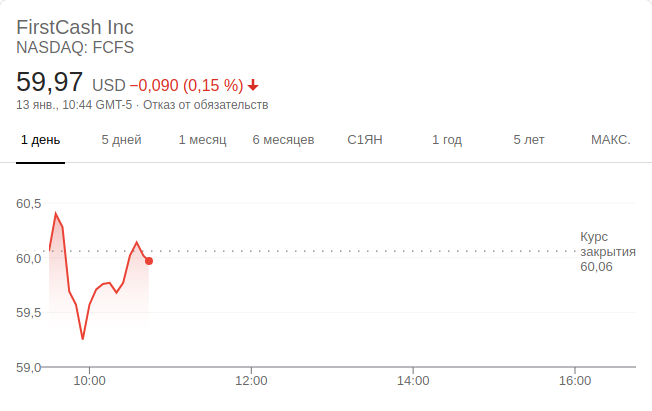 FirstCash Inc
NASDAQ: FCFS
59,97 USD −0,090 (0,15 %)
13 янв., 10:44 GMT-5 · Отказ от обязательств
1 день 5 дней 1 месяц 6 месяцев С1ЯН 1 год 5 лет МАКС.
60,5
Курс
закрытия
60,06
60,0
59,5
59,0
10:00 12:00 14:00 16:00